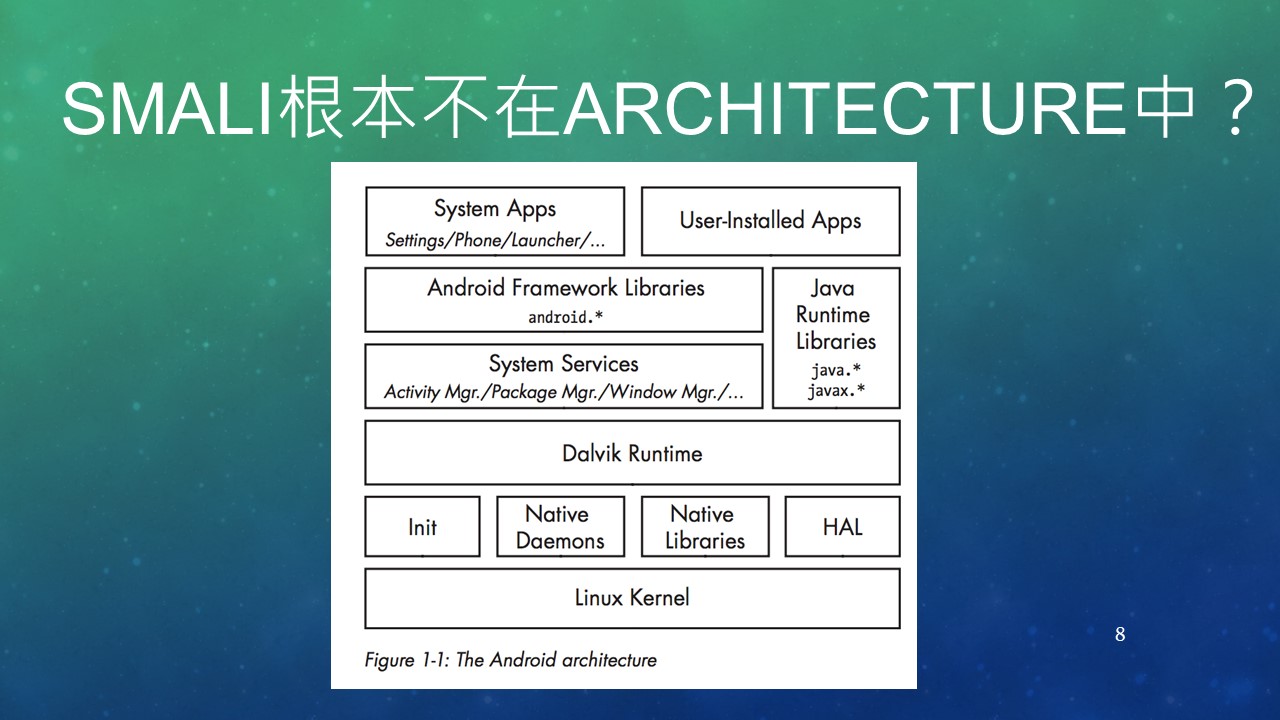 SMALI根本不在ARCHITECTURE中？
System Apps
Settings/Phone/Launcher/...
User-Installed Apps
Android Framework Libraries
android.*
Java
Runtime
Libraries
java.*
javax.*
System Services
Activity Mgr./Package Mgr./Window Mgr./...
Dalvik Runtime
Init
Native
Daemons
Native
Libraries
HAL
Linux Kernel
Figure 1-1: The Android architecture
8